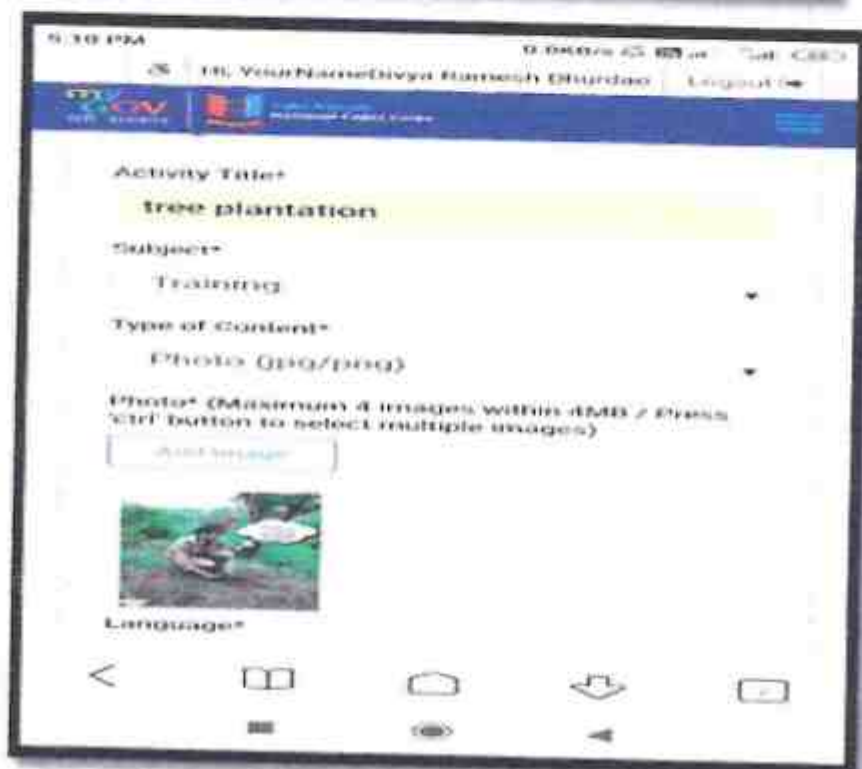 5:10 PM
Hi, YourNameDivya Ramesh Dhurdao Logout
Activity Title*
tree plantation
Subject*
Training
Type of Content*
Photo (jpg/png)
Photo* (Maximum 4 images within 4MB / Press
'ctrl' button to select multiple images)
Add Image
Language*